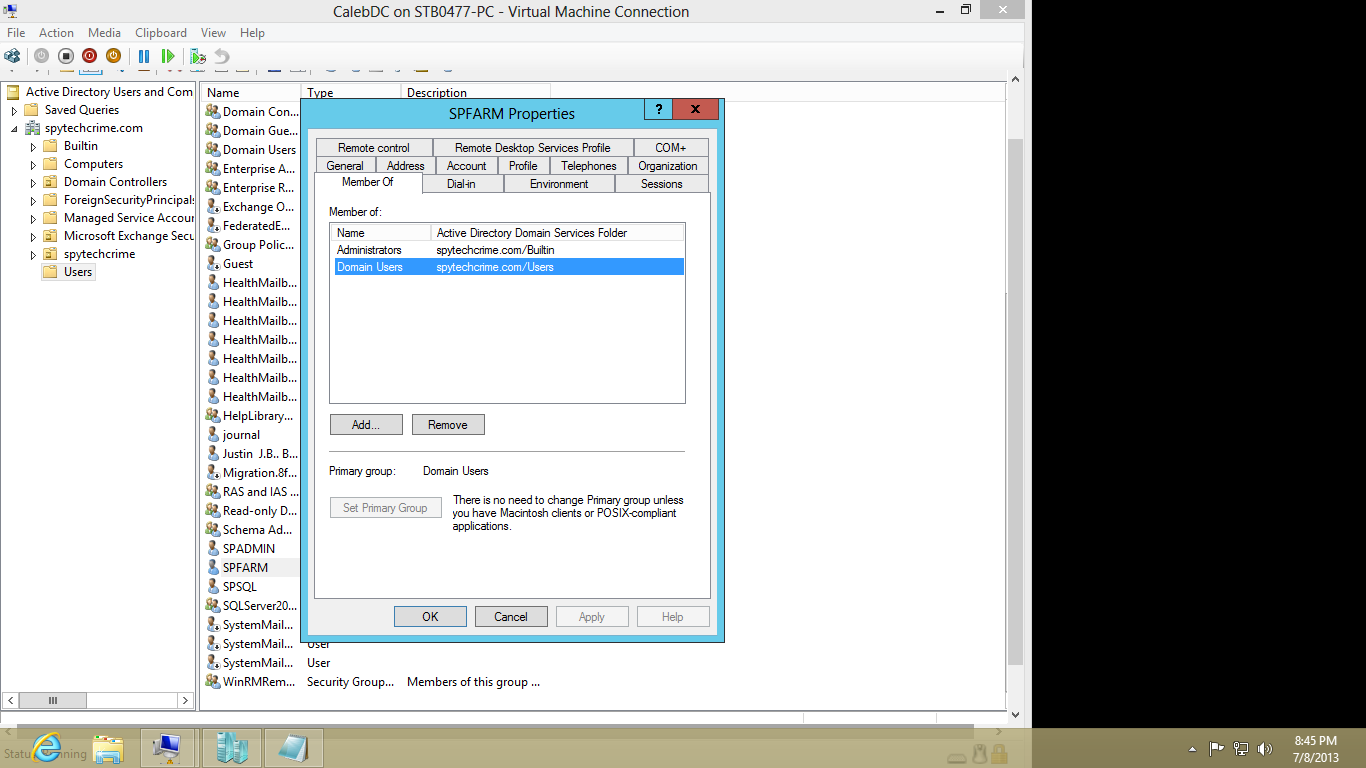 CalebDC on STB0477-PC - Virtual Machine Connection
File Action Media Clipboard View Help
Active Directory Users and Com
Saved Queries
spytechcrime.com
Builtin
Computers
Domain Controllers
ForeignSecurityPrincipals
Managed Service Accour
Microsoft Exchange Secu
spytechcrime
Users
Name Type Description
Domain Con...
Domain Gue...
Domain Users
Enterprise A...
Enterprise R...
Exchange O...
FederatedE...
Group Polic...
Guest
HealthMailb...
HealthMailb...
HealthMailb...
HealthMailb...
HealthMailb...
HealthMailb...
HealthMailb...
HelpLibrary...
journal
Justin J.B.. B...
Migration.8f...
RAS and IAS ...
Read-only D...
Schema Ad...
SPADMIN
SPFARM
SPSQL
SQLServer20...
SystemMail...
SystemMail... User
SystemMail... User
WinRMRem... Security Group... Members of this group ...
SPFARM Properties
? x
Remote control Remote Desktop Services Profile COM+
General Address Account Profile Telephones Organization
Member Of Dial-in Environment Sessions
Member of:
Name Active Directory Domain Services Folder
Administrators spytechcrime.com/Builtin
Domain Users spytechcrime.com/Users
Add... Remove
Primary group: Domain Users
Set Primary Group
There is no need to change Primary group unless
you have Macintosh clients or POSIX-compliant
applications.
OK Cancel Apply Help
8:45 PM
7/8/2013